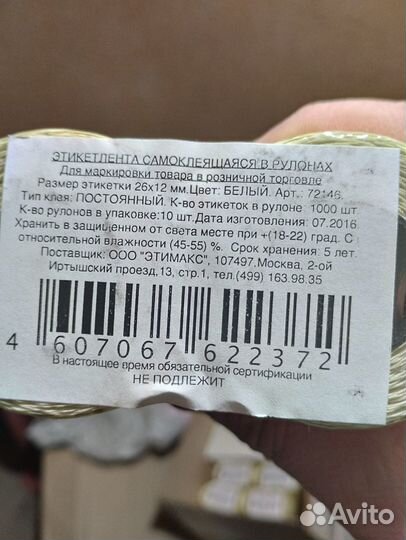 ЭТИКЕТЛЕНТА САМОКЛЕЯЩАЯСЯ В РУЛОНАХ
Для маркировки товара в розничной торговле
Размер этикетки 26х12 мм.Цвет: БЕЛЫЙ. Арт.: 72146.
Тип клея: ПОСТОЯННЫЙ. К-во этикеток в рулоне: 1000 шт.
К-во рулонов в упаковке:10 шт.Дата изготовления: 07.2016.
Хранить в защищенном от света месте при +(18-22) град. С
относительной влажности (45-55) %. Срок хранения: 5 лет.
Поставщик: ООО "ЭТИМАКС", 107497,Москва, 2-ой
Иртышский проезд,13, стр.1, тел.(499) 163.98.35
4 607067 622372
В настоящее время обязательной сертификации
НЕ ПОДЛЕЖИТ
Avito